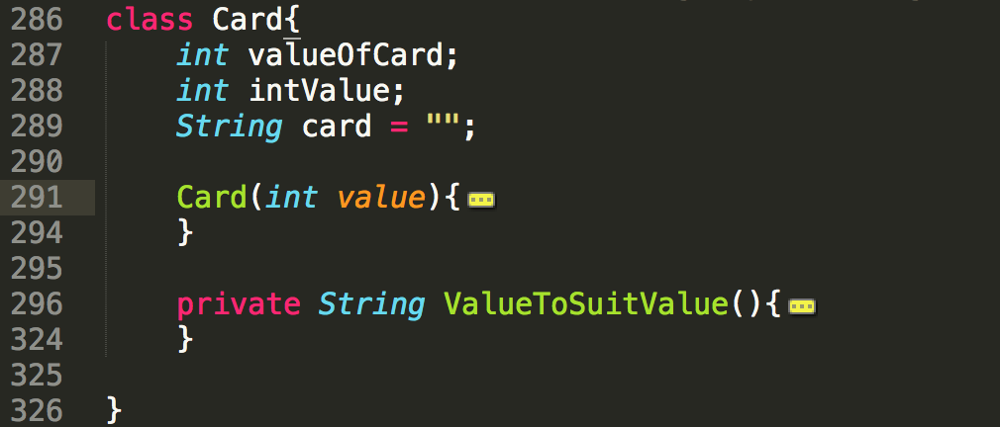 286 class Card{
287 int valueOfCard;
288 int intValue;
289 String card = "";
290
291 Card(int value){
294 }
295
296 private String ValueToSuitValue(){
324 }
325
326 }